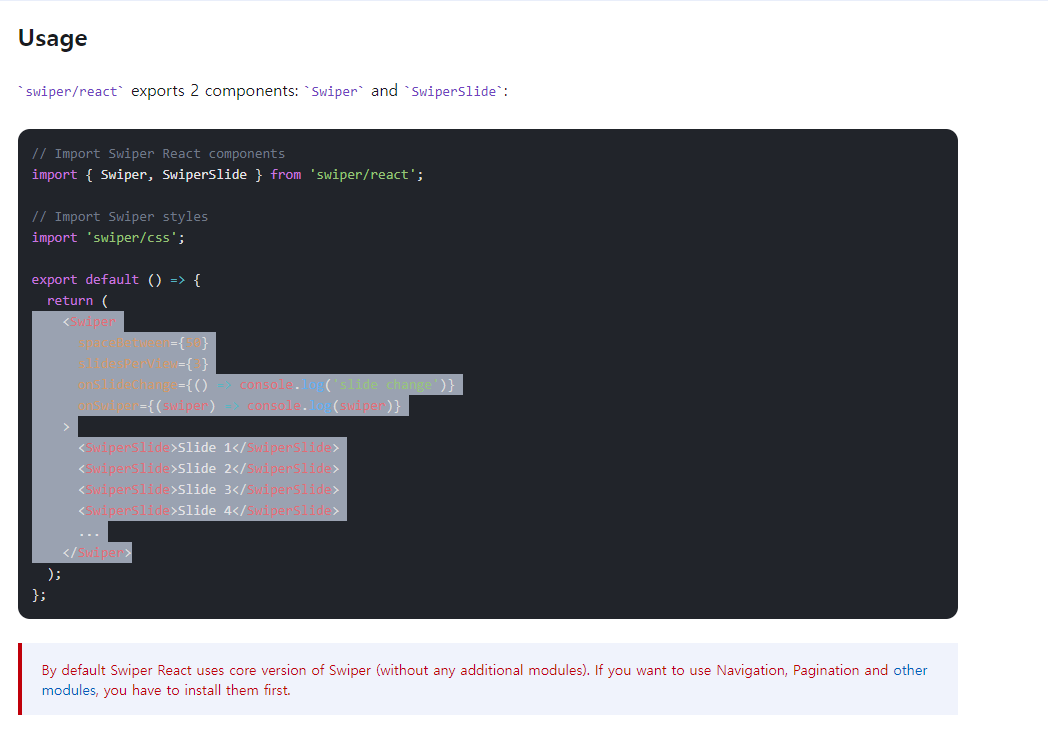 Usage
`swiper/react` exports 2 components: `Swiper` and `SwiperSlide`:
// Import Swiper React components
import { Swiper, SwiperSlide } from 'swiper/react';
// Import Swiper styles
import 'swiper/css';
export default () => {
return (
<Swiper
spaceBetween={50}
slidesPerView={3}
onSlideChange={() => console.log('slide change')}
onSwiper={(swiper) => console.log(swiper)}
>
<SwiperSlide>Slide 1</SwiperSlide>
<SwiperSlide>Slide 2</SwiperSlide>
<SwiperSlide>Slide 3</SwiperSlide>
<SwiperSlide>Slide 4</SwiperSlide>
...
</Swiper>
);
};
By default Swiper React uses core version of Swiper (without any additional modules). If you want to use Navigation, Pagination and other
modules, you have to install them first.